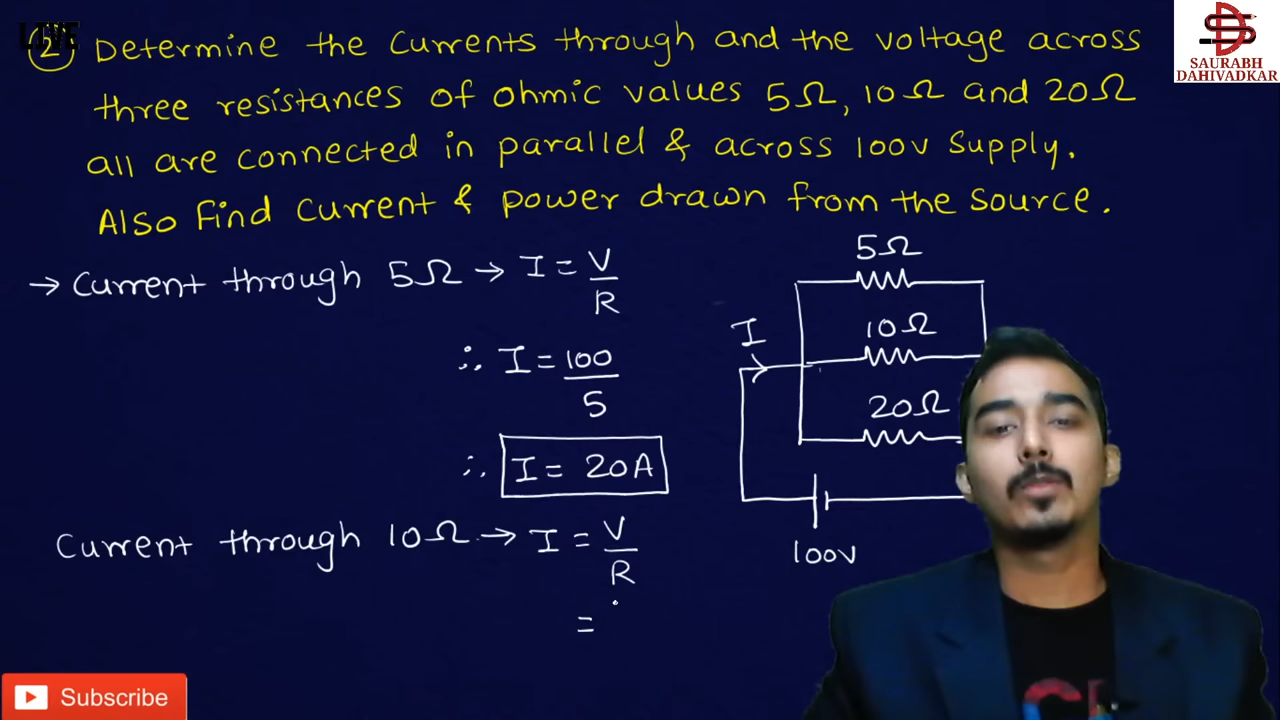 LIVE
② Determine the currents through and the voltage across
three resistances of ohmic values 5Ω, 10Ω and 20Ω
all are connected in parallel & across 100v supply.
Also Find current & power drawn from the source.
SAURABH
DAHIVADKAR
→ Current through 5Ω → I = V/R
∴ I = 100/5
∴ I = 20A
Current through 10Ω → I = V/R
=
5Ω
10Ω
I
20Ω
100V
Subscribe